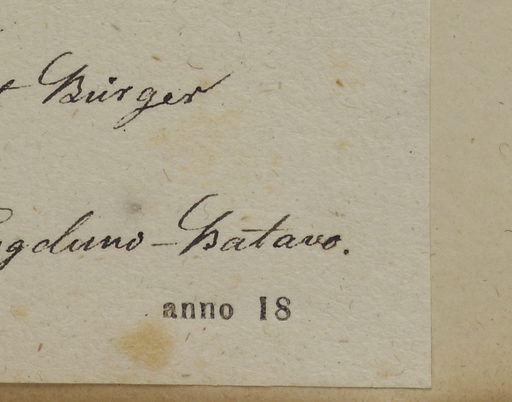 Bürger
gduno-Batavo.
anno 18